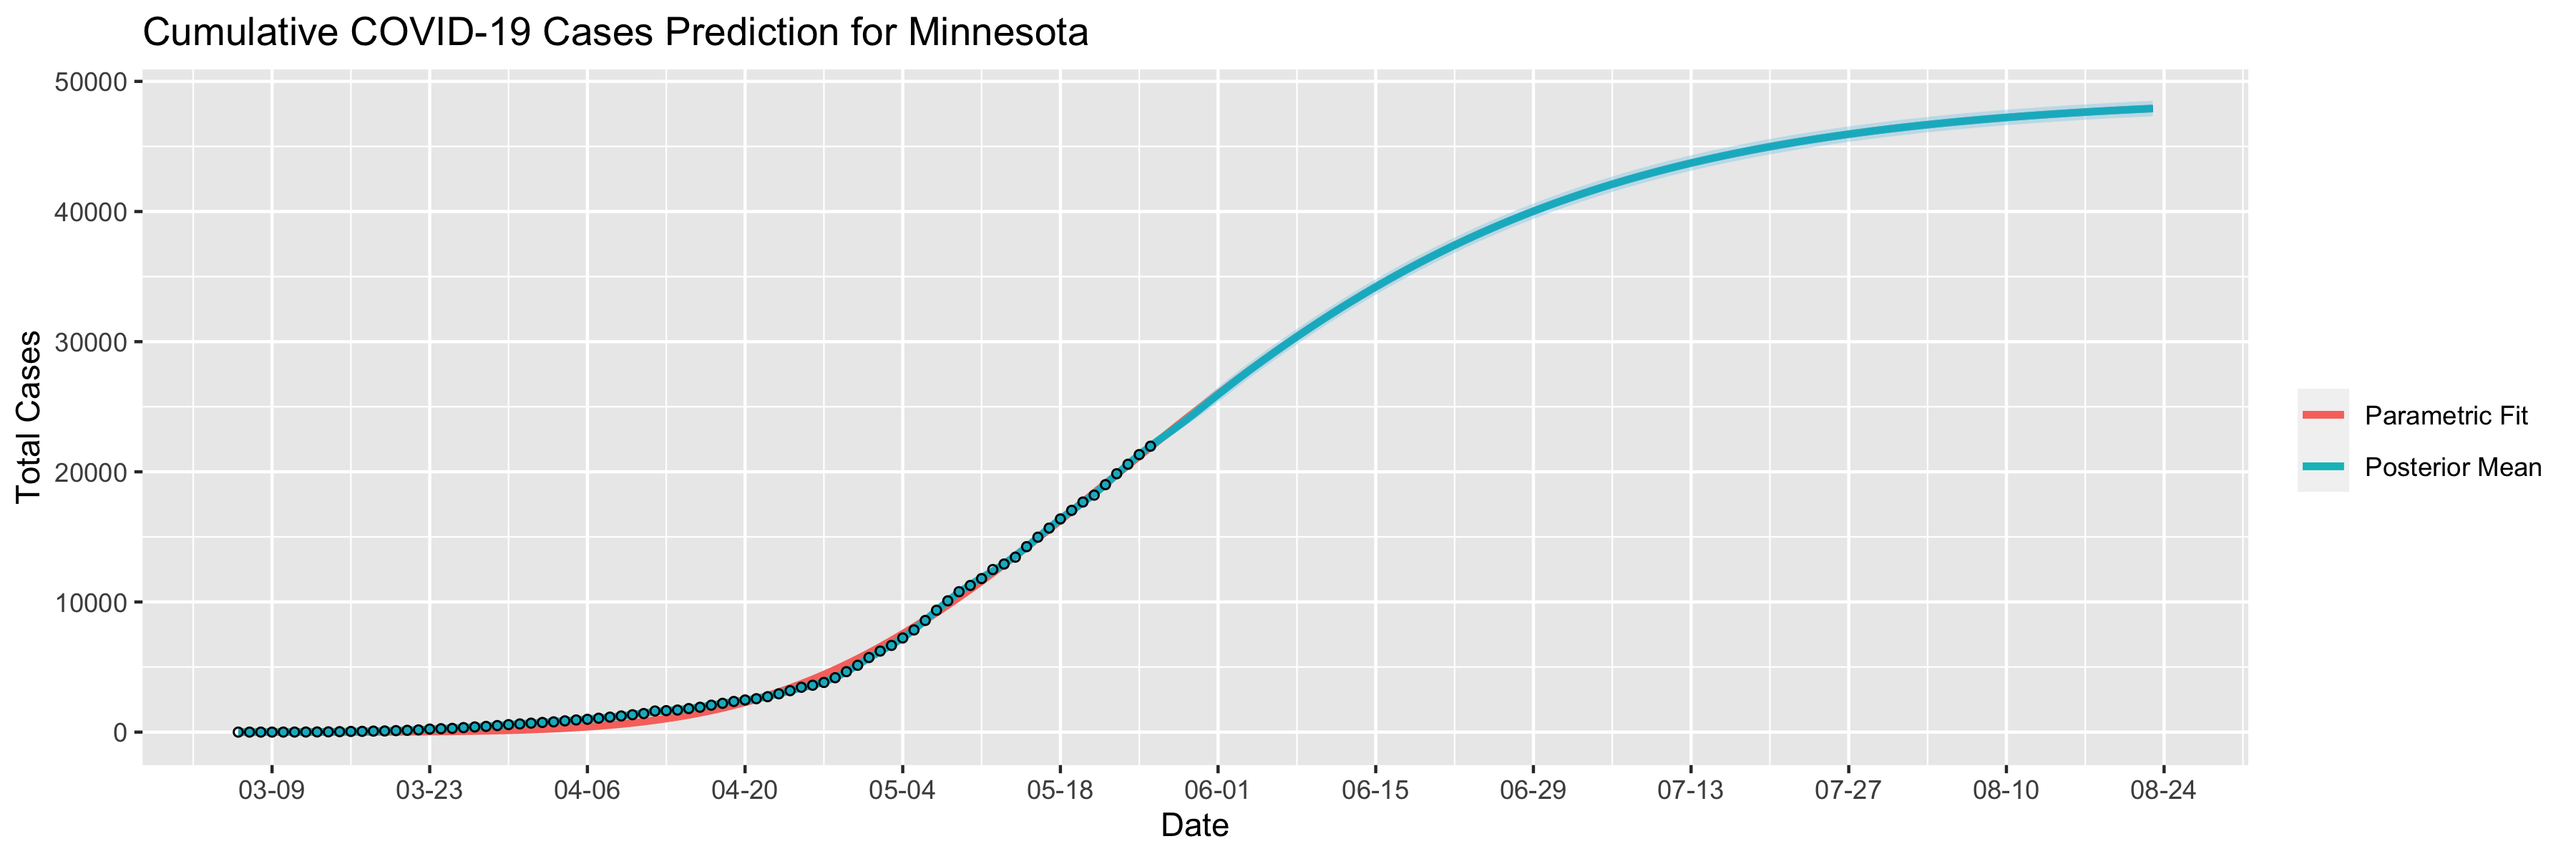 Cumulative COVID-19 Cases Prediction for Minnesota
50000
40000
30000
20000
10000
0
Total Cases
03-09 03-23 04-06 04-20 05-04 05-18 06-01 06-15 06-29 07-13 07-27 08-10 08-24
Date
Parametric Fit
Posterior Mean